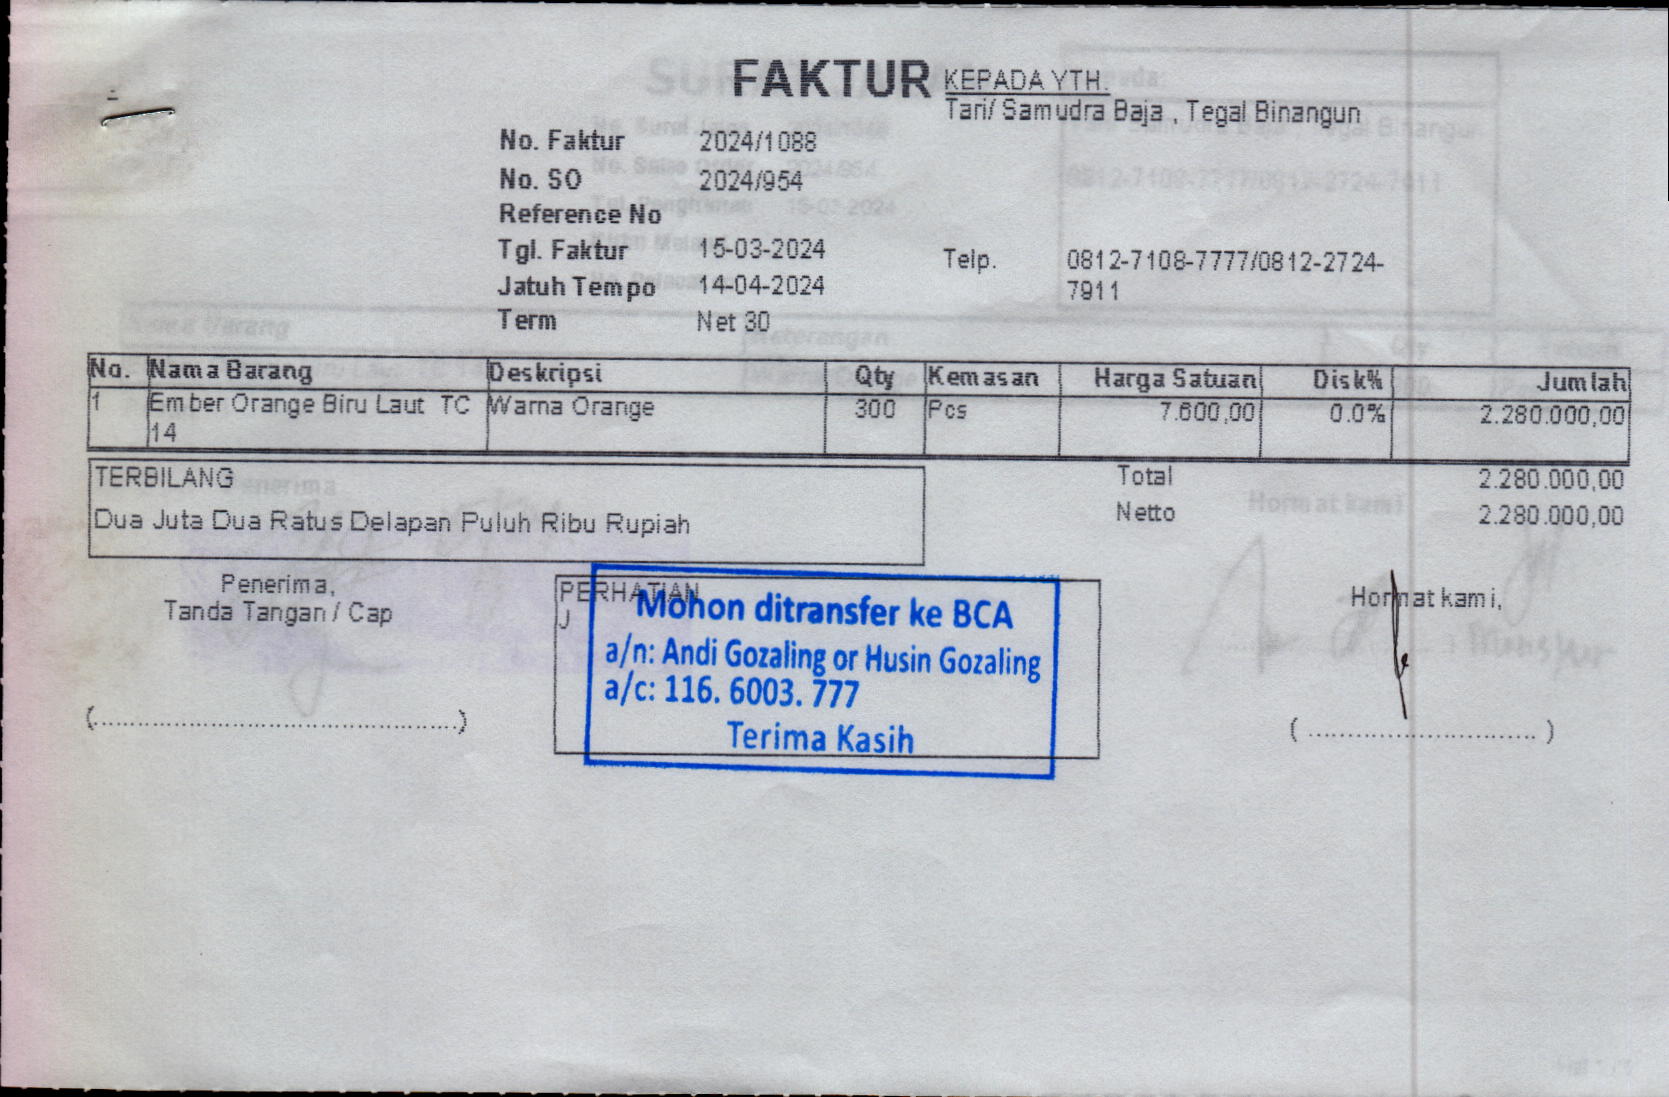 FAKTUR
KEPADA YTH.
Tari/ Samudra Baja , Tegal Binangun
No. Faktur 2024/1088
No. SO 2024/954
Reference No
Tgl. Faktur 15-03-2024
Telp. 0812-7108-7777/0812-2724-
7911
Jatuh Tempo 14-04-2024
Term Net 30
No. Nama Barang Deskripsi Qty Kemasan Harga Satuan Disk% Jumlah
1 Ember Orange Biru Laut TC Warna Orange 300 Pcs 7.600,00 0.0% 2.280.000,00
14
TERBILANG
Dua Juta Dua Ratus Delapan Puluh Ribu Rupiah
Total 2.280.000,00
Netto 2.280.000,00
Penerima,
Tanda Tangan / Cap
(........................................)
PERHATIAN
J
Mohon ditransfer ke BCA
a/n: Andi Gozaling or Husin Gozaling
a/c: 116. 6003. 777
Terima Kasih
Hormat kami,
( ............................ )